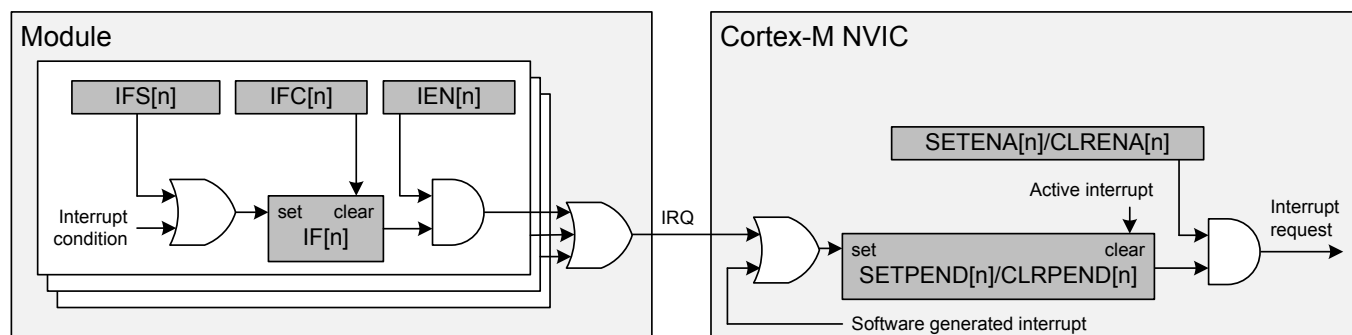 Module
IFS[n]
IFC[n]
IEN[n]
Interrupt
condition
set clear
IF[n]
IRQ
Cortex-M NVIC
SETENA[n]/CLRENA[n]
Active interrupt
set clear
SETPEND[n]/CLRPEND[n]
Interrupt
request
Software generated interrupt